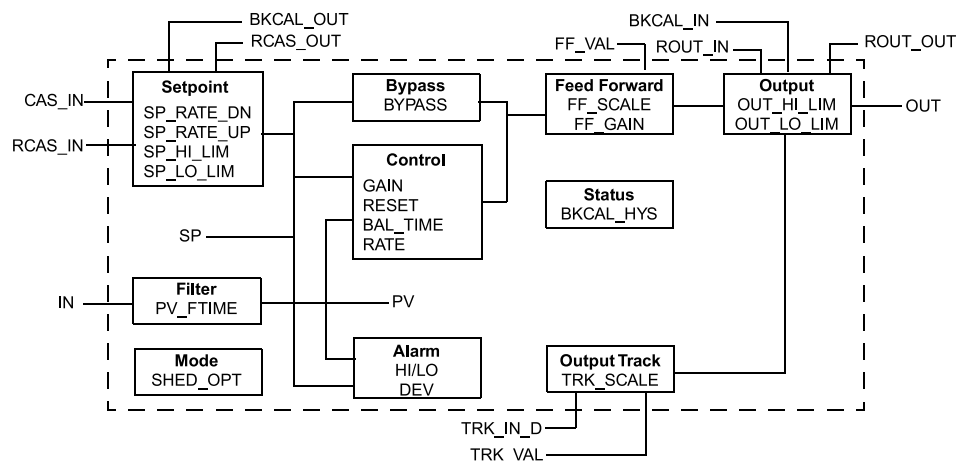 BKCAL_OUT
RCAS_OUT
BKCAL_IN
FF_VAL
ROUT_IN
ROUT_OUT
CAS_IN
RCAS_IN
Setpoint
SP_RATE_DN
SP_RATE_UP
SP_HI_LIM
SP_LO_LIM
Bypass
BYPASS
Feed Forward
FF_SCALE
FF_GAIN
Output
OUT_HI_LIM
OUT_LO_LIM
OUT
Control
GAIN
RESET
BAL_TIME
RATE
Status
BKCAL_HYS
SP
IN
Filter
PV_FTIME
PV
Mode
SHED_OPT
Alarm
HI/LO
DEV
Output Track
TRK_SCALE
TRK_IN_D
TRK_VAL